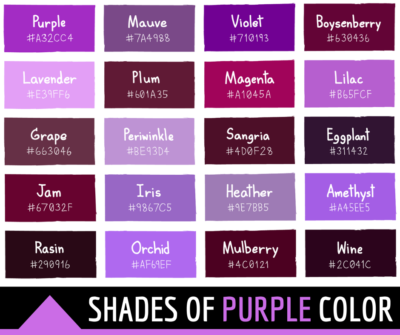 Purple
#A32CC4
Mauve
#7A4988
Violet
#710193
Boysenberry
#630436
Lavender
#E39FF6
Plum
#601A35
Magenta
#A1045A
Lilac
#B65FCF
Grape
#663046
Periwinkle
#BE93D4
Sangria
#4D0F28
Eggplant
#311432
Jam
#67032F
Iris
#9867C5
Heather
#9E7BB5
Amethyst
#A45EE5
Rasin
#290916
Orchid
#AF69EF
Mulberry
#4C0121
Wine
#2C041C
SHADES OF PURPLE COLOR